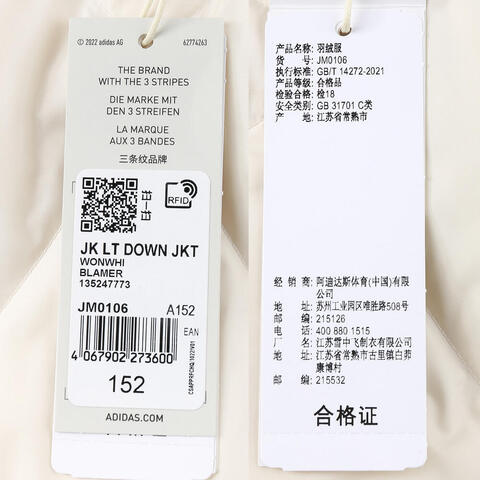 © 2022 adidas AG 62774263
THE BRAND
WITH THE 3 STRIPES
DIE MARKE MIT
DEN 3 STREIFEN
LA MARQUE
AUX 3 BANDES
三条纹品牌
RFID
JK LT DOWN JKT
WONWHI
BLAMER
135247773
JM0106 A152
EAN
4 067902 273600
152
ADIDAS.COM
产品名称: 羽绒服
货 号: JM0106
执行标准: GB/T 14272-2021
产品等级: 合格品
检验合格: 检18
安全类别: GB 31701 C类
产 地: 江苏省常熟市
经 销 商: 阿迪达斯体育(中国)有限
公司
地 址: 苏州工业园区唯胜路508号
邮 编: 215126
电 话: 400 880 1515
厂 名: 江苏雪中飞制衣有限公司
地 址: 江苏省常熟市古里镇白茆
康博村
邮 编: 215532
合格证